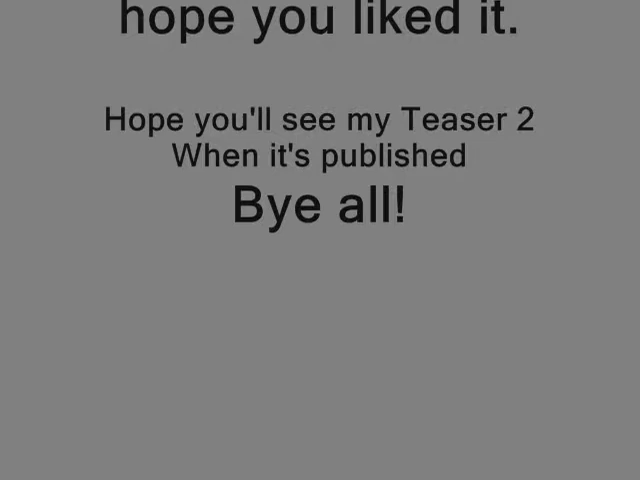 hope you liked it.
Hope you'll see my Teaser 2
When it's published
Bye all!